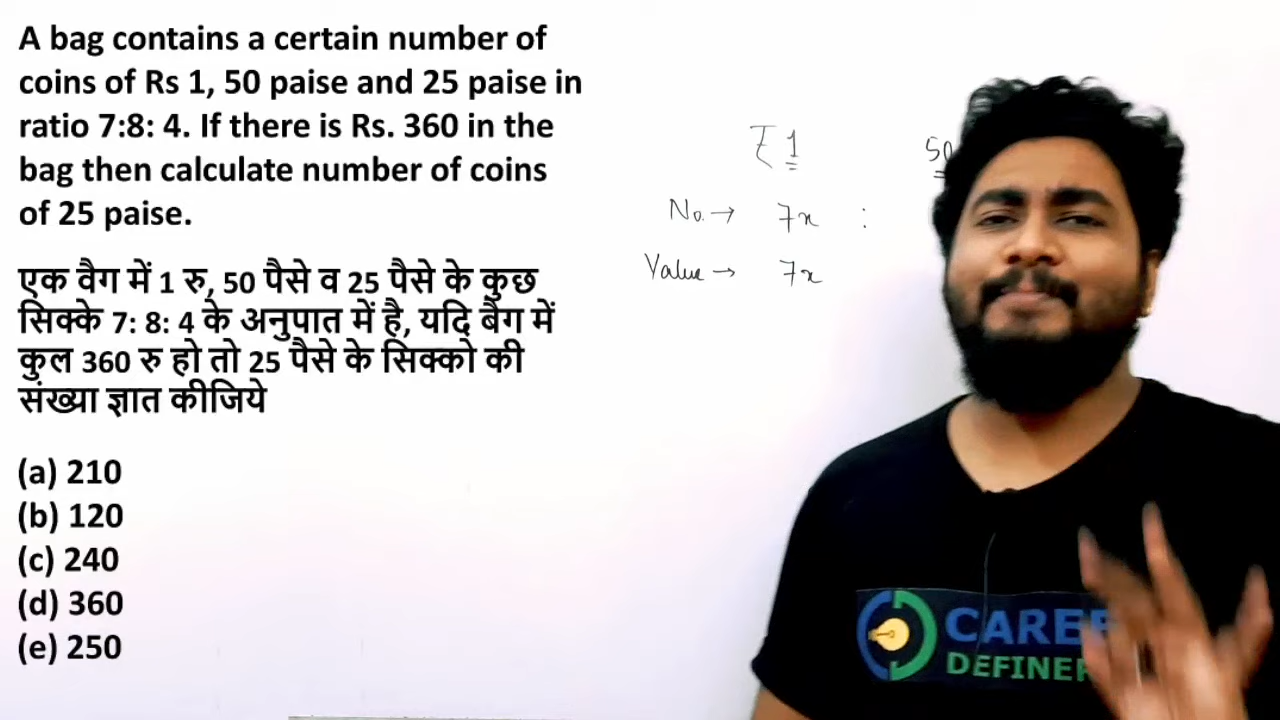 A bag contains a certain number of
coins of Rs 1, 50 paise and 25 paise in
ratio 7:8: 4. If there is Rs. 360 in the
bag then calculate number of coins
of 25 paise.
एक वैग में 1 रु, 50 पैसे व 25 पैसे के कुछ
सिक्के 7: 8: 4 के अनुपात में है, यदि बैग में
कुल 360 रु हो तो 25 पैसे के सिक्को की
संख्या ज्ञात कीजिये
(a) 210
(b) 120
(c) 240
(d) 360
(e) 250
₹ 1 50
No. → 7x :
Value → 7x
CAREE
DEFINER